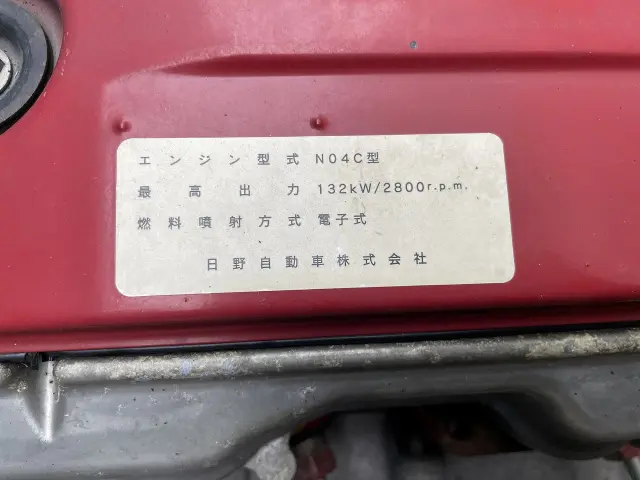 エンジン型式 N04C型
最高出力 132kW/2800r.p.m.
燃料噴射方式 電子式
日野自動車株式会社